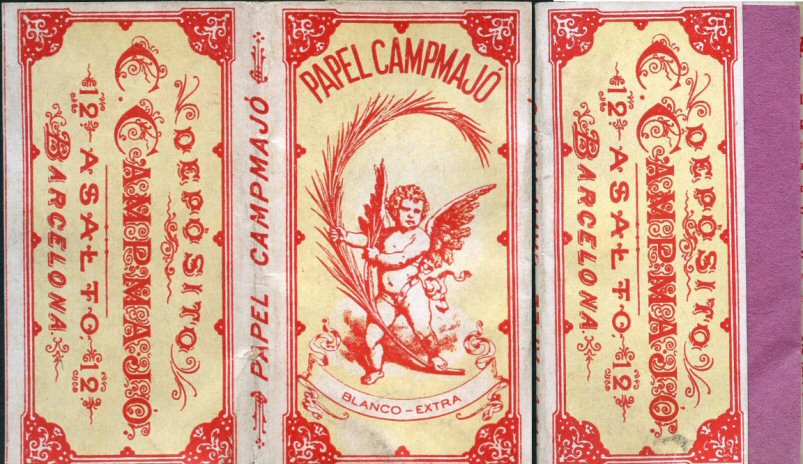 DEPÓSITO
C. CAMPMAJÓ
12 ASALTO 12
BARCELONA
PAPEL CAMPMAJÓ
PAPEL CAMPMAJÓ
BLANCO-EXTRA
DEPÓSITO
C. CAMPMAJÓ
12 ASALTO 12
BARCELONA